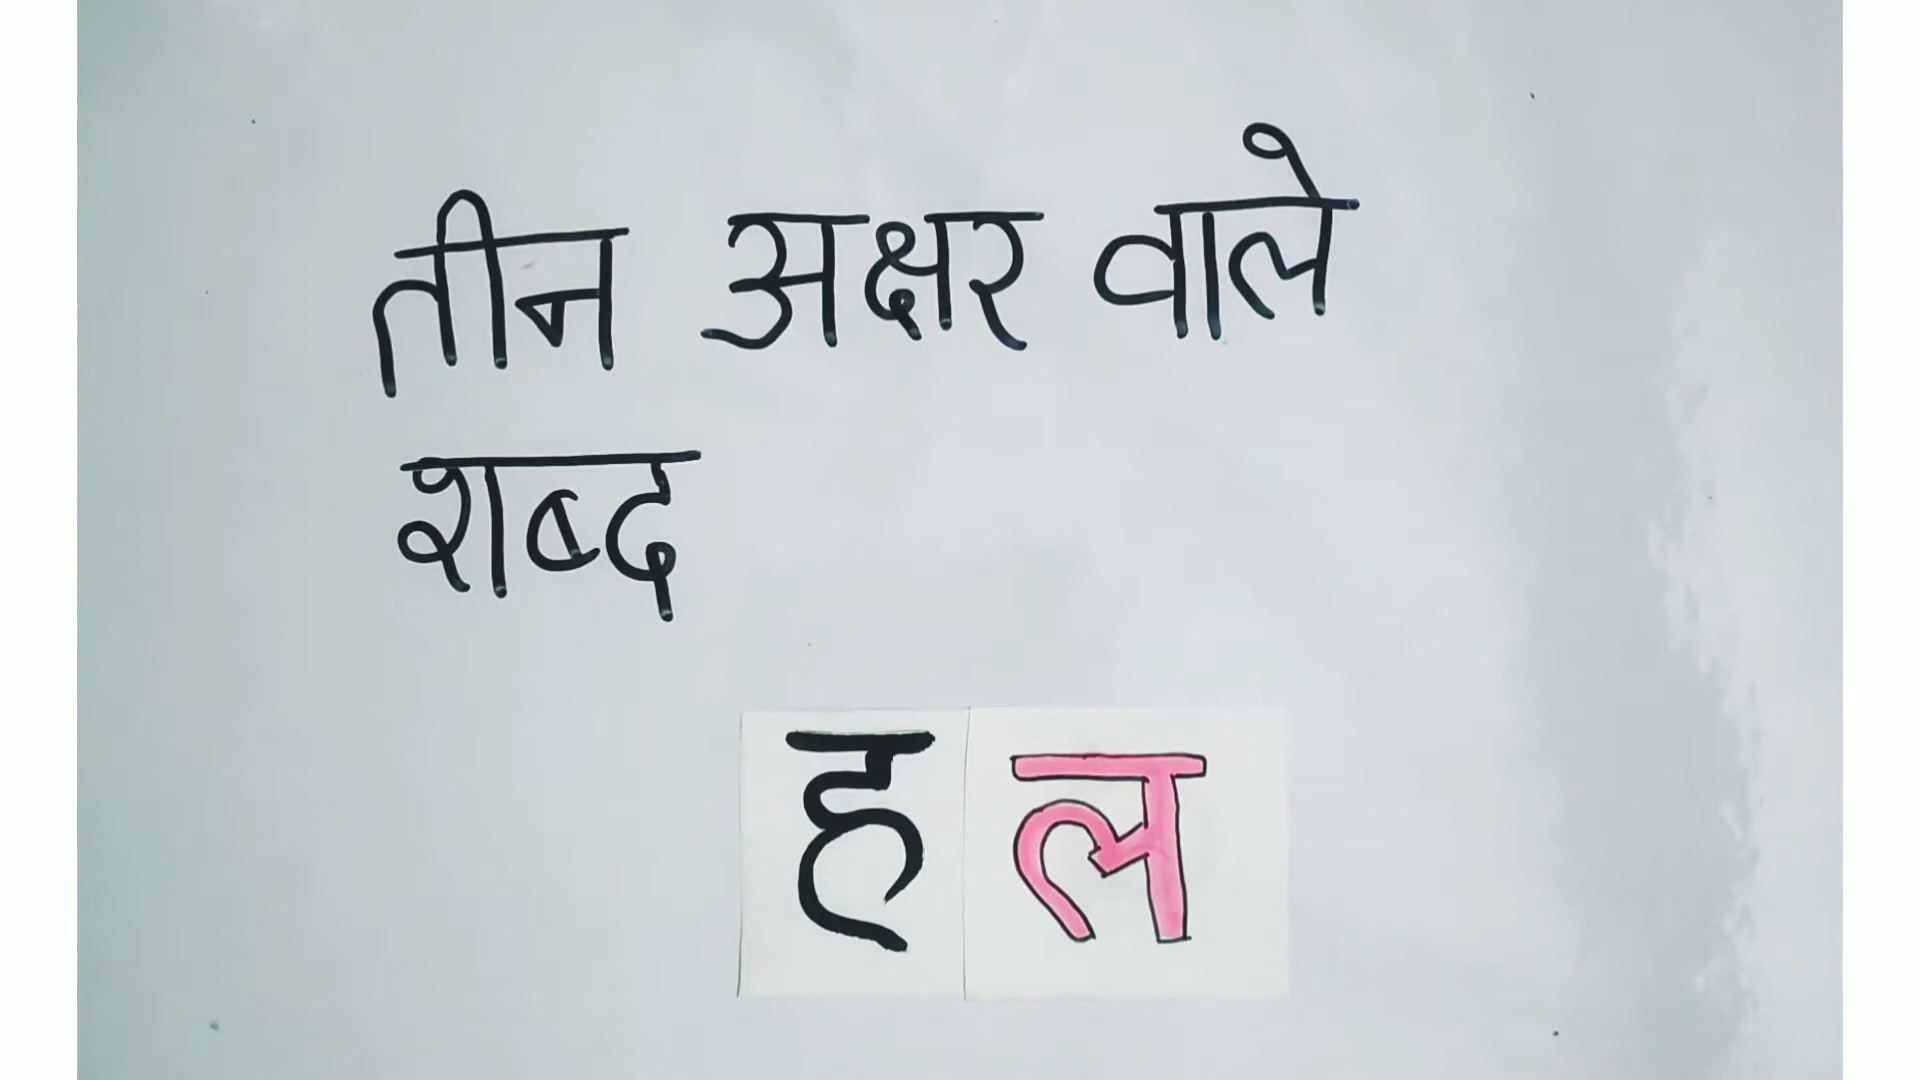 तीन अक्षर वाले
शब्द
ह ल